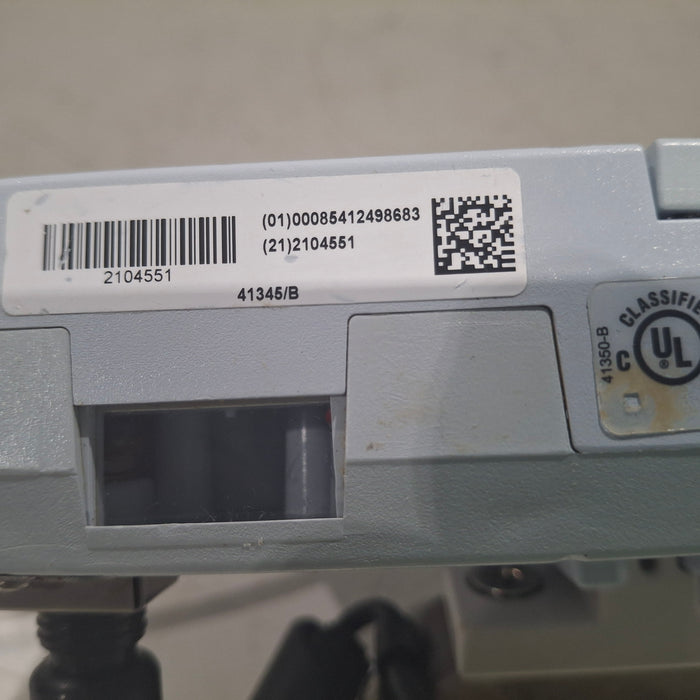 (01)00085412498683
(21)2104551
2104551
41345/B
CLASSIFIE
C
UL
®
41350-B